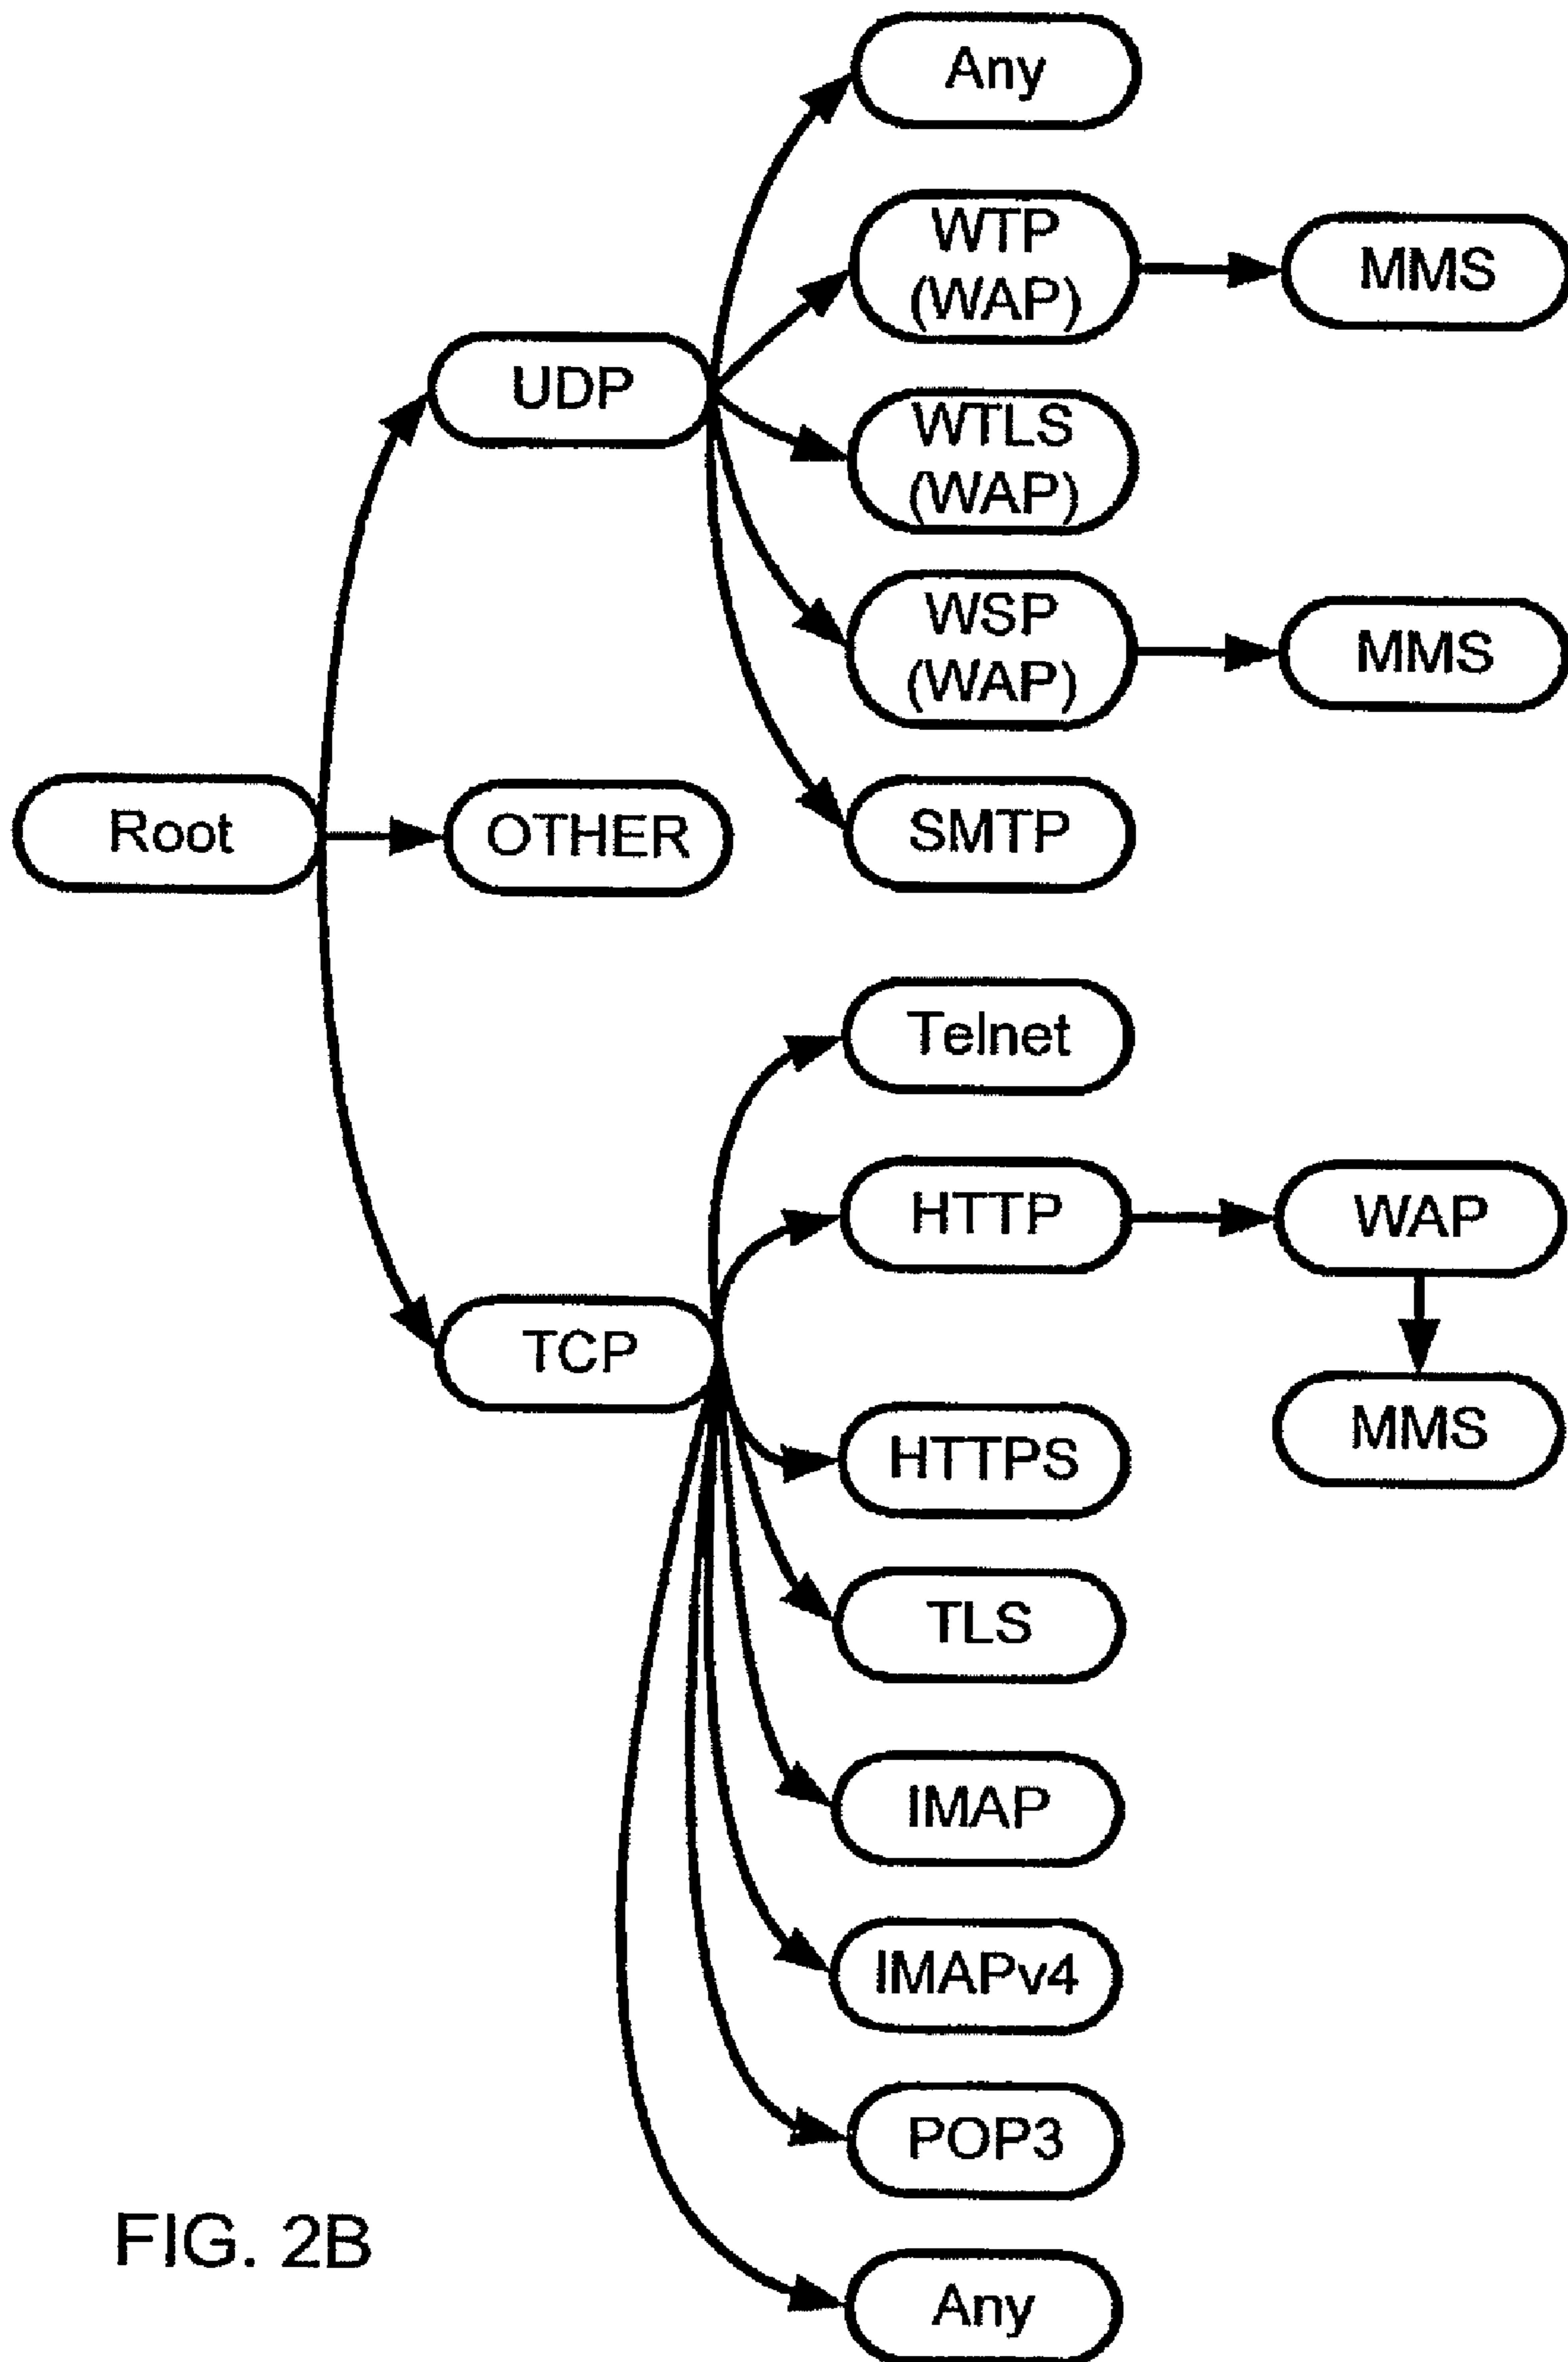 Any
WTP
(WAP)
MMS
UDP
WTLS
(WAP)
WSP
(WAP)
MMS
Root
OTHER
SMTP
Telnet
HTTP
WAP
TCP
MMS
HTTPS
TLS
IMAP
IMAPv4
POP3
FIG. 2B
Any